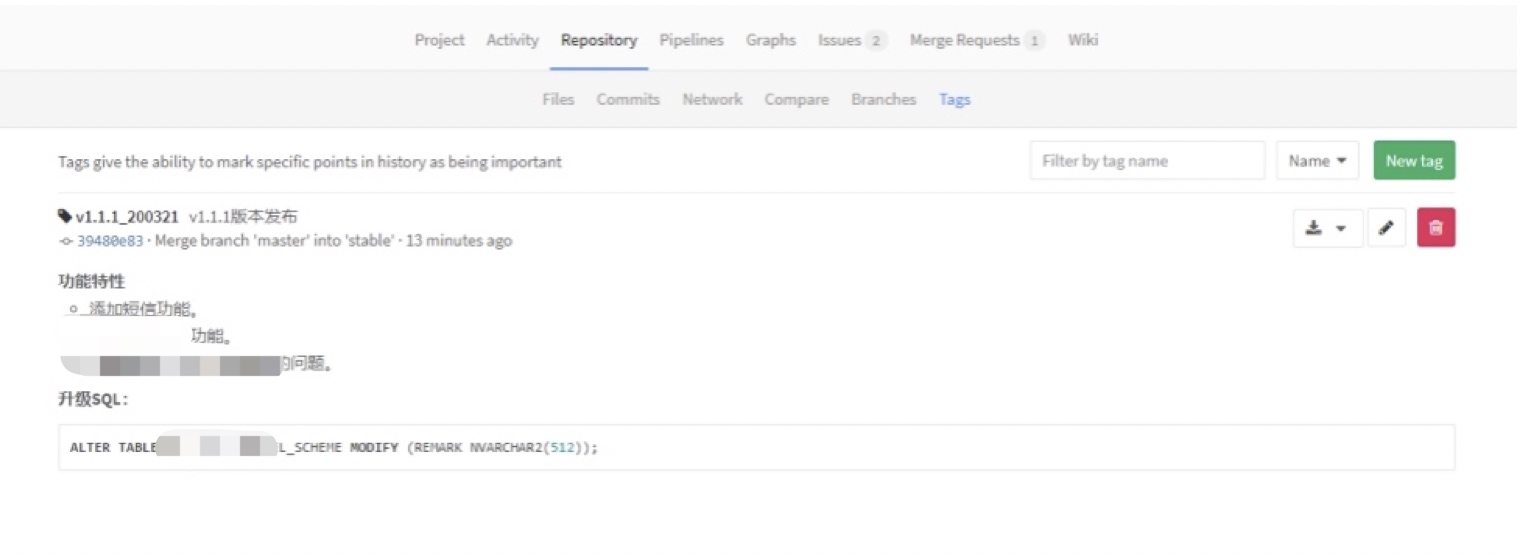 Project Activity Repository Pipelines Graphs Issues 2 Merge Requests 1 Wiki
Files Commits Network Compare Branches Tags
Tags give the ability to mark specific points in history as being important Filter by tag name Name New tag
v1.1.1_200321 v1.1.1版本发布
39480e83 · Merge branch 'master' into 'stable' · 13 minutes ago
功能特性
添加短信功能。
功能。
的问题。
升级SQL:
ALTER TABLE L_SCHEME MODIFY (REMARK NVARCHAR2(512));